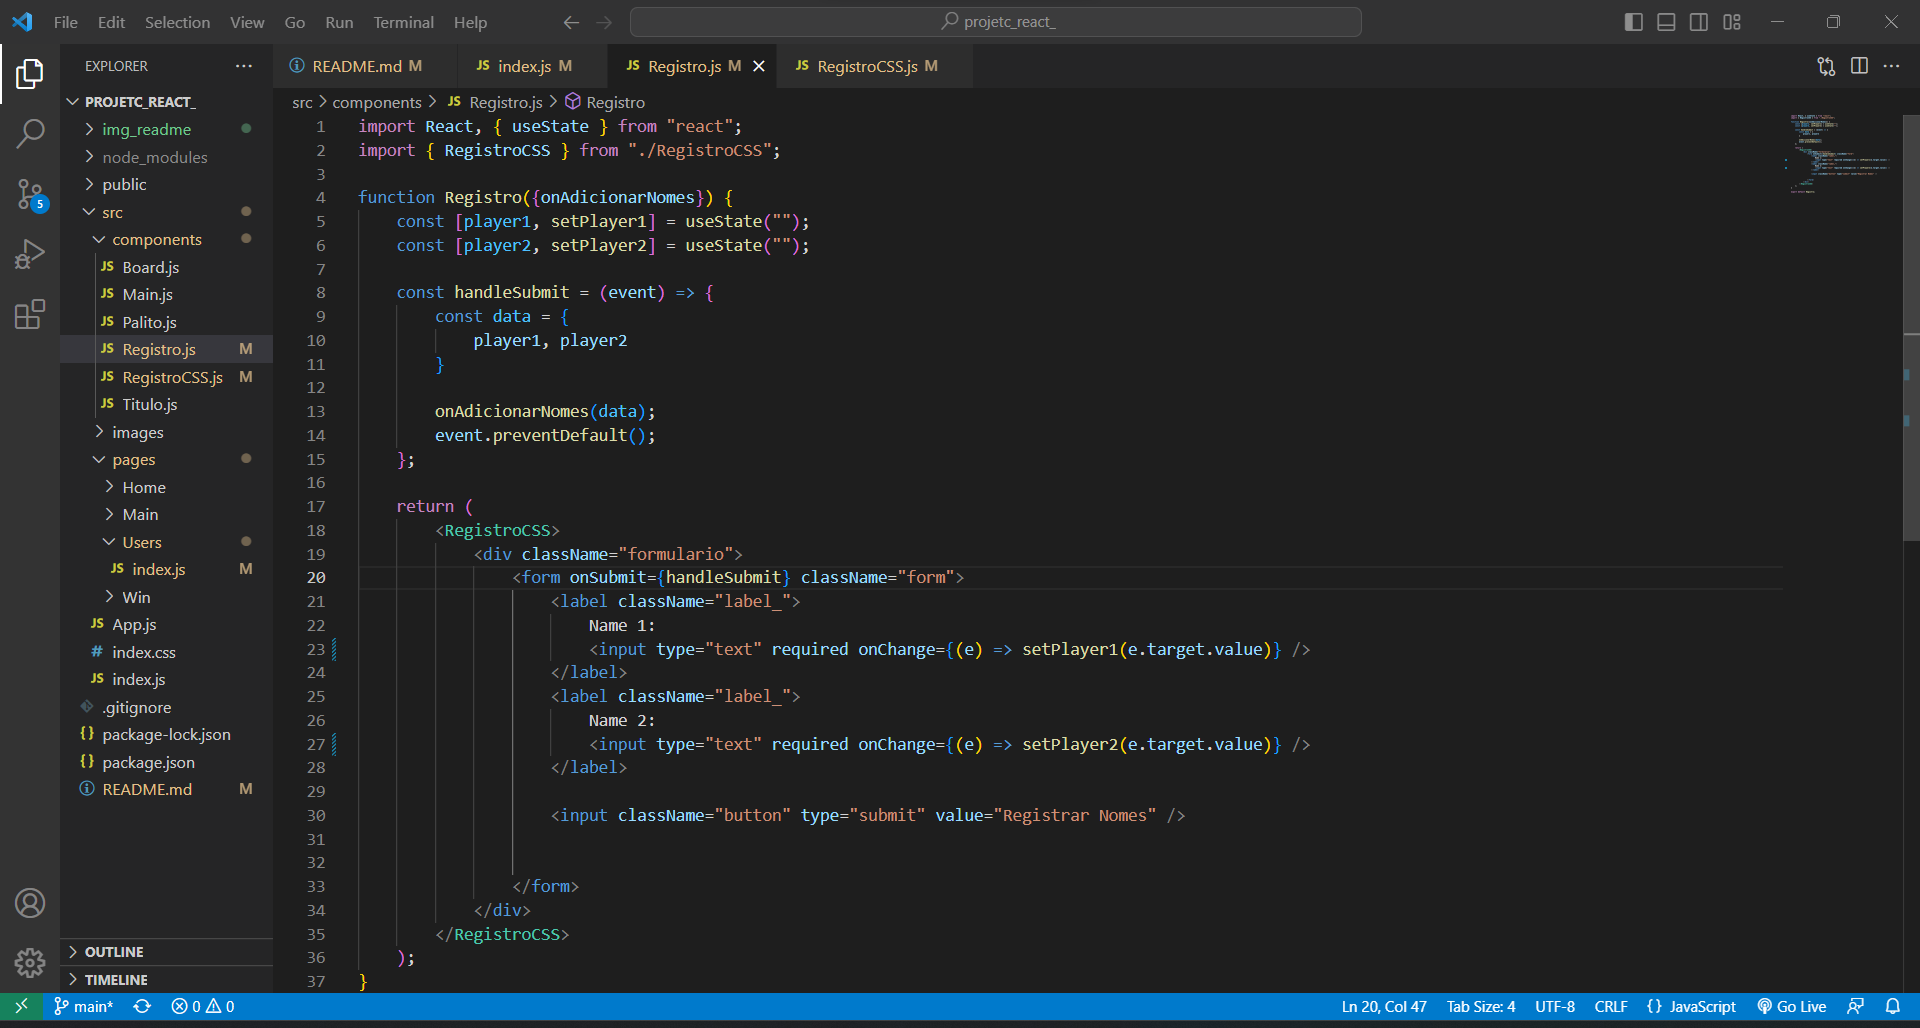 File Edit Selection View Go Run Terminal Help
projetc_react_
EXPLORER
PROJETC_REACT_
img_readme
node_modules
public
src
components
JS Board.js
JS Main.js
JS Palito.js
JS Registro.js M
JS RegistroCSS.js M
JS Titulo.js
images
pages
Home
Main
Users
JS index.js M
Win
JS App.js
# index.css
JS index.js
.gitignore
{} package-lock.json
{} package.json
README.md M
OUTLINE
TIMELINE
5
README.md M JS index.js M JS Registro.js M JS RegistroCSS.js M
src > components > JS Registro.js > Registro
1 import React, { useState } from "react";
2 import { RegistroCSS } from "./RegistroCSS";
3
4 function Registro({onAdicionarNomes}) {
5 const [player1, setPlayer1] = useState("");
6 const [player2, setPlayer2] = useState("");
7
8 const handleSubmit = (event) => {
9 const data = {
10 player1, player2
11 }
12
13 onAdicionarNomes(data);
14 event.preventDefault();
15 };
16
17 return (
18 <RegistroCSS>
19 <div className="formulario">
20 <form onSubmit={handleSubmit} className="form">
21 <label className="label_">
22 Name 1:
23 <input type="text" required onChange={(e) => setPlayer1(e.target.value)} />
24 </label>
25 <label className="label_">
26 Name 2:
27 <input type="text" required onChange={(e) => setPlayer2(e.target.value)} />
28 </label>
29
30 <input className="button" type="submit" value="Registrar Nomes" />
31
32
33 </form>
34 </div>
35 </RegistroCSS>
36 );
37 }
main* 0 0 Ln 20, Col 47 Tab Size: 4 UTF-8 CRLF {} JavaScript Go Live